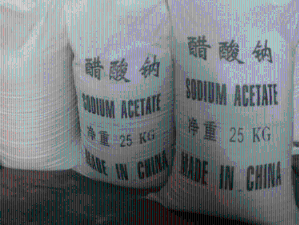 醋酸钠
SODIUM ACETATE
净重 25 KG
MADE IN CHINA
醋酸钠
SODIUM ACETATE
净重 25 KG
MADE IN CHINA